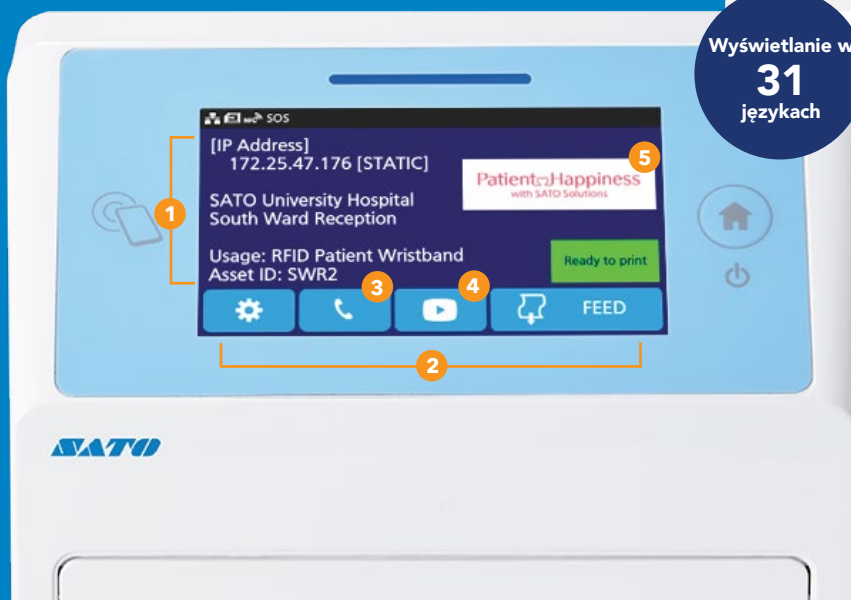 Wyświetlanie w
31
językach
SOS
[IP Address]
172.25.47.176 [STATIC]
5
Patient Happiness
with SATO Solutions
1
SATO University Hospital
South Ward Reception
Usage: RFID Patient Wristband
Asset ID: SWR2
Ready to print
3
4
FEED
2
SATO